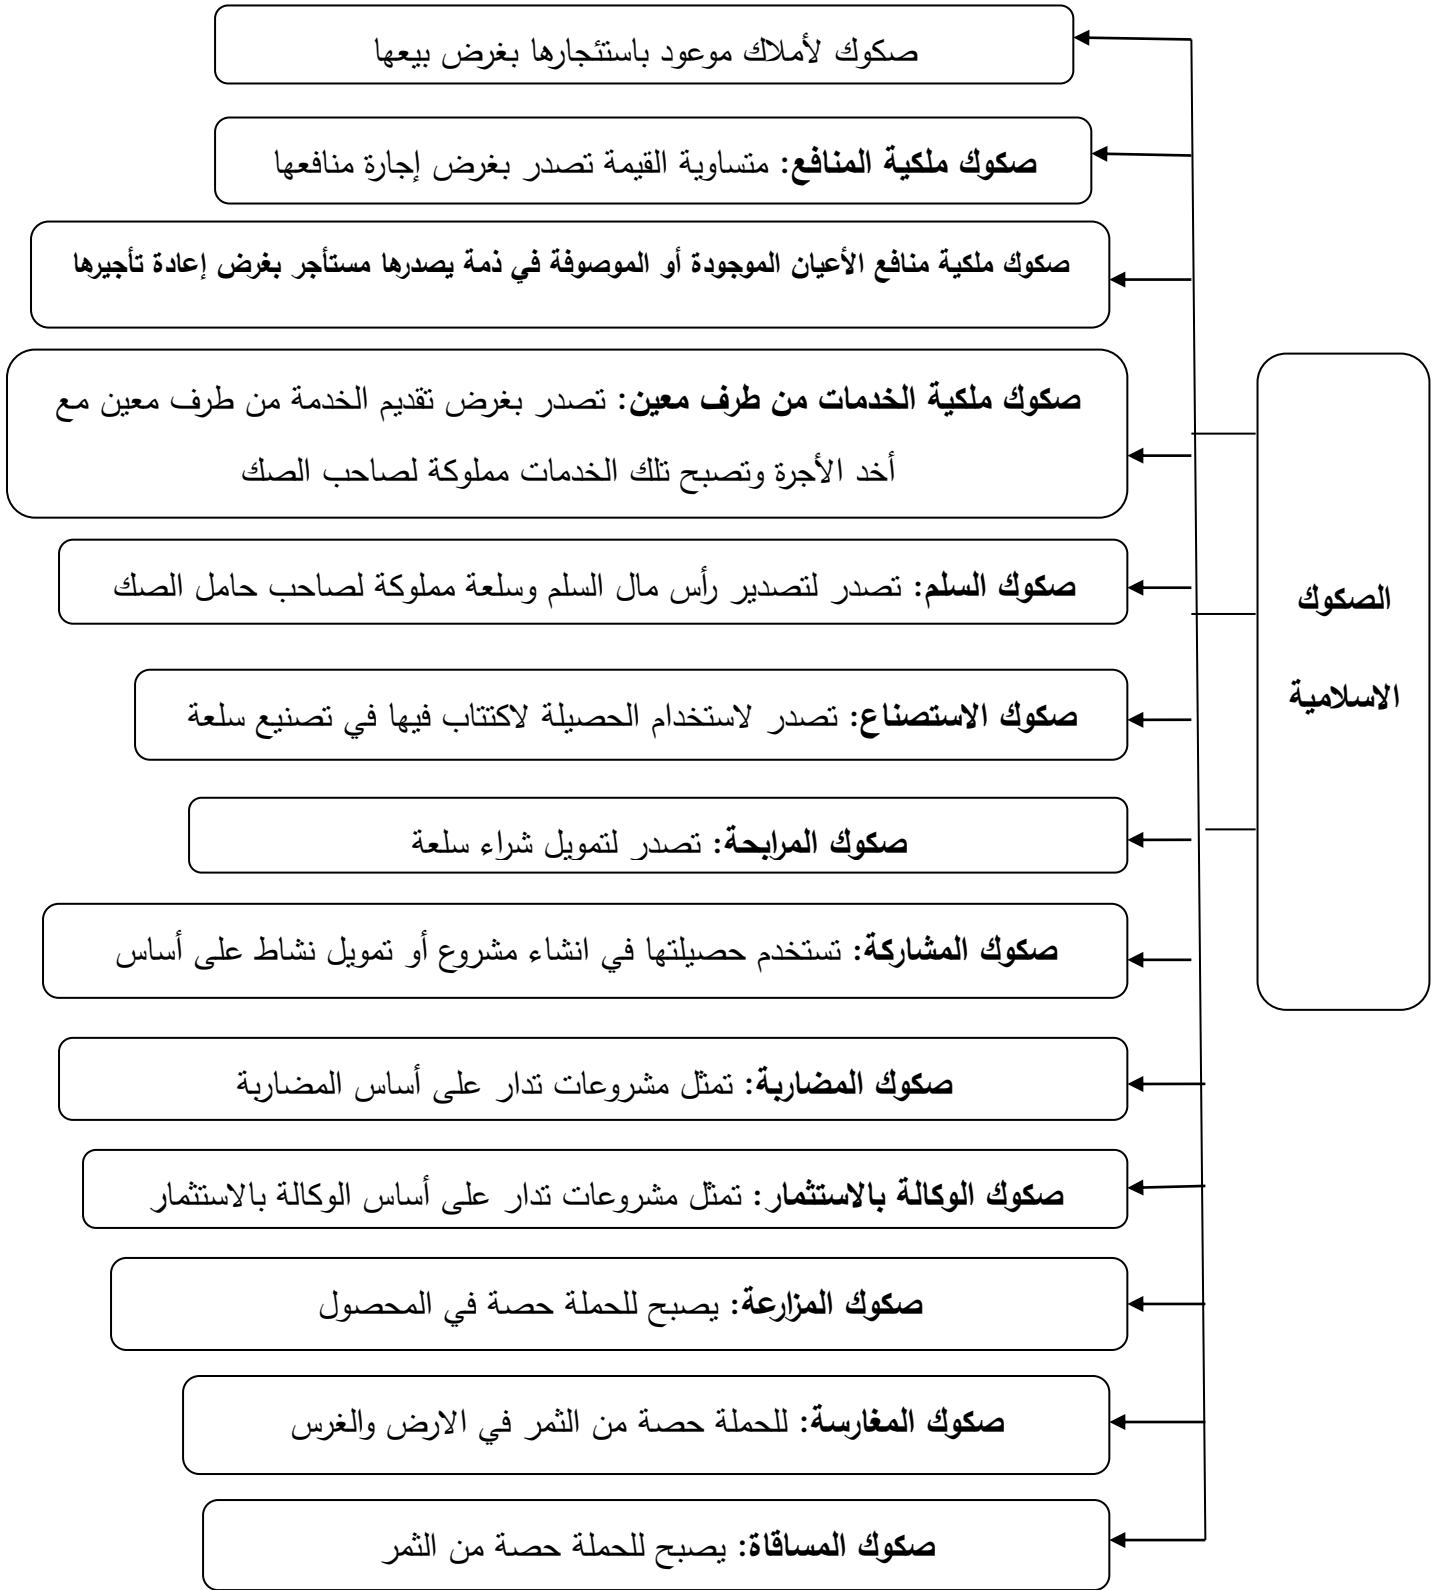 صكوك لأملاك موعود باستئجارها بغرض بيعها
صكوك ملكية المنافع: متساوية القيمة تصدر بغرض إجارة منافعها
صكوك ملكية منافع الأعيان الموجودة أو الموصوفة في ذمة يصدرها مستأجر بغرض إعادة تأجيرها
صكوك ملكية الخدمات من طرف معين: تصدر بغرض تقديم الخدمة من طرف معين مع
أخد الأجرة وتصبح تلك الخدمات مملوكة لصاحب الصك
صكوك السلم: تصدر لتصدير رأس مال السلم وسلعة مملوكة لصاحب حامل الصك
الصكوك
الاسلامية
صكوك الاستصناع: تصدر لاستخدام الحصيلة لاكتتاب فيها في تصنيع سلعة
صكوك المرابحة: تصدر لتمويل شراء سلعة
صكوك المشاركة: تستخدم حصيلتها في انشاء مشروع أو تمويل نشاط على أساس
صكوك المضاربة: تمثل مشروعات تدار على أساس المضاربة
صكوك الوكالة بالاستثمار: تمثل مشروعات تدار على أساس الوكالة بالاستثمار
صكوك المزارعة: يصبح للحملة حصة في المحصول
صكوك المغارسة: للحملة حصة من الثمر في الارض والغرس
صكوك المساقاة: يصبح للحملة حصة من الثمر